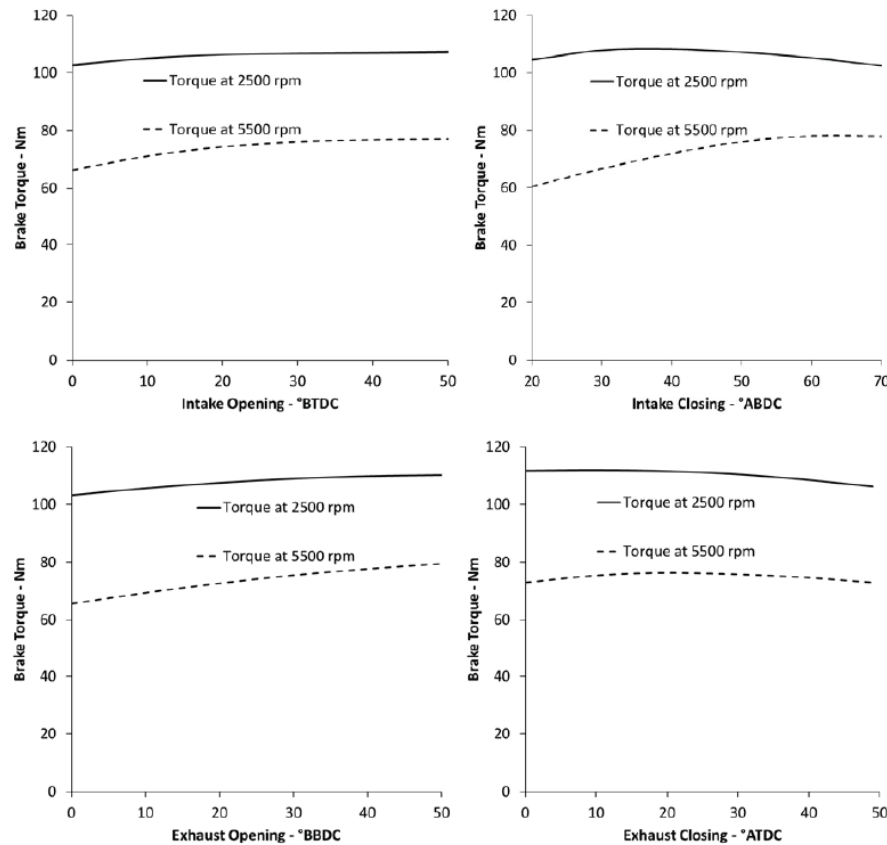 120
100
80
60
40
20
0
Brake Torque - Nm
Torque at 2500 rpm
Torque at 5500 rpm
0 10 20 30 40 50
Intake Opening - °BTDC
120
100
80
60
40
20
0
Brake Torque - Nm
Torque at 2500 rpm
Torque at 5500 rpm
20 30 40 50 60 70
Intake Closing - °ABDC
120
100
80
60
40
20
0
Brake Torque - Nm
Torque at 2500 rpm
Torque at 5500 rpm
0 10 20 30 40 50
Exhaust Opening - °BBDC
120
100
80
60
40
20
0
Brake Torque - Nm
Torque at 2500 rpm
Torque at 5500 rpm
0 10 20 30 40 50
Exhaust Closing - °ATDC